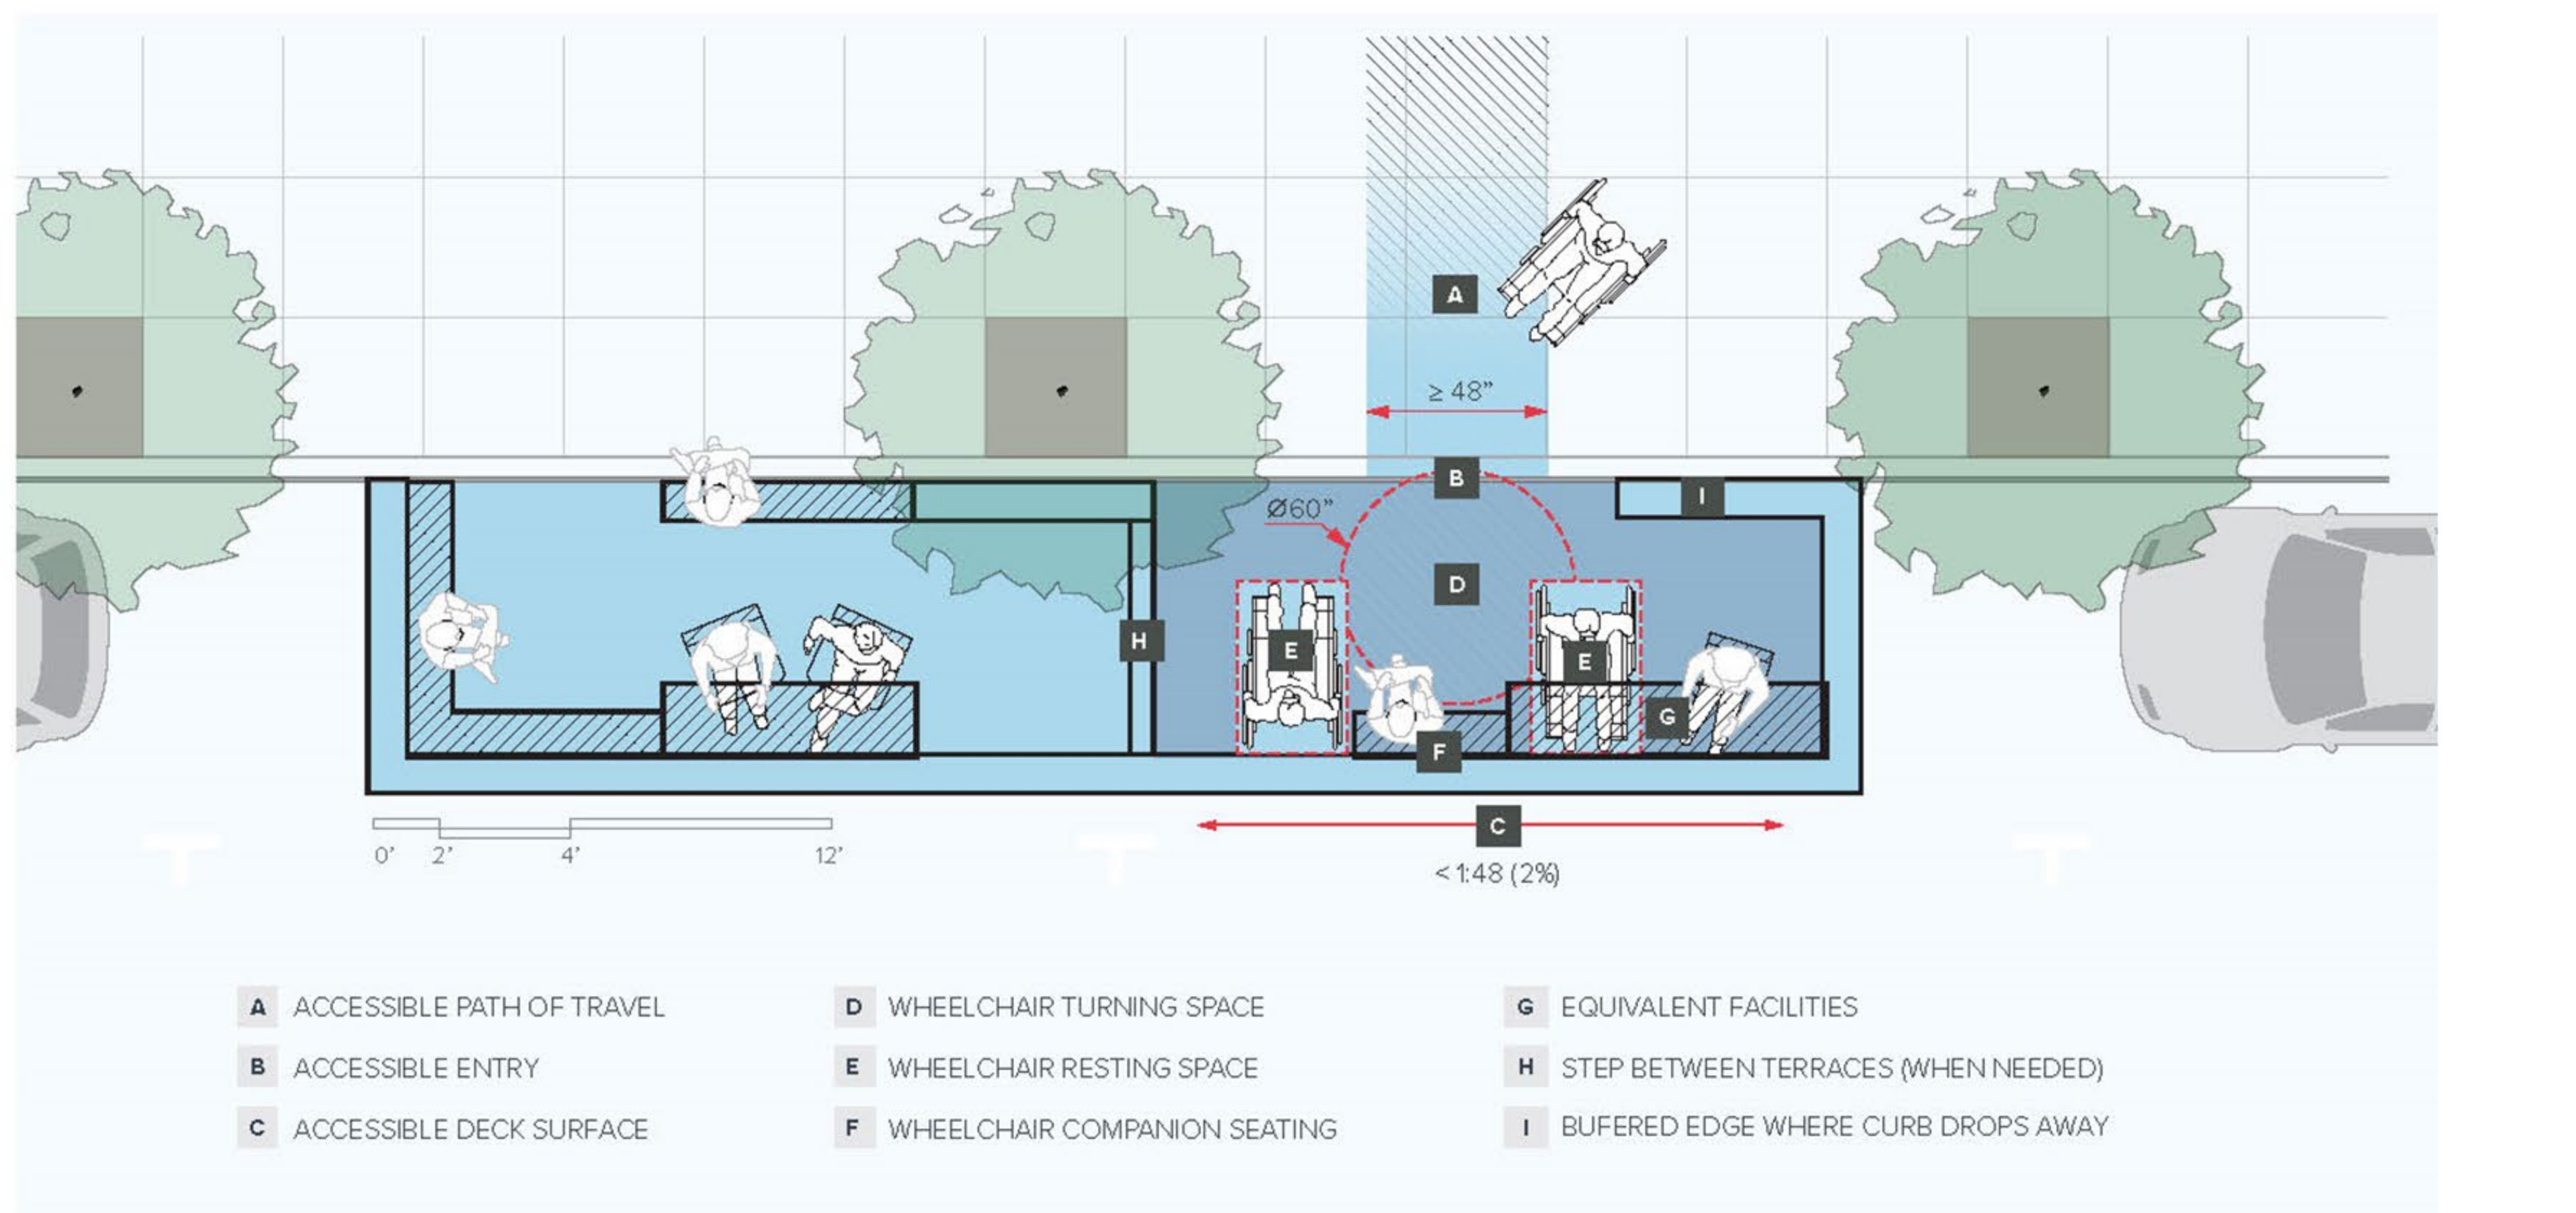 A
≥ 48”
B
I
Ø60”
D
H
E
E
G
F
C
0’ 2’ 4’ 12’
< 1:48 (2%)
A ACCESSIBLE PATH OF TRAVEL
B ACCESSIBLE ENTRY
C ACCESSIBLE DECK SURFACE
D WHEELCHAIR TURNING SPACE
E WHEELCHAIR RESTING SPACE
F WHEELCHAIR COMPANION SEATING
G EQUIVALENT FACILITIES
H STEP BETWEEN TERRACES (WHEN NEEDED)
I BUFERED EDGE WHERE CURB DROPS AWAY